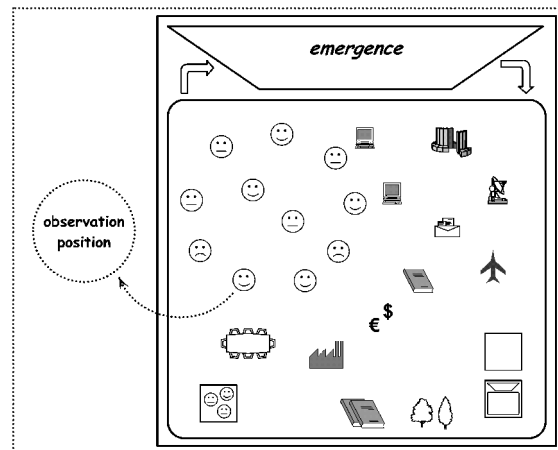 emergence
observation
position
$
€